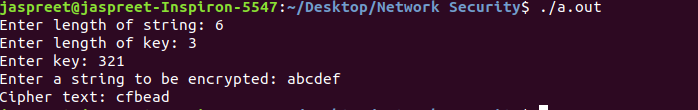 jaspreet@jaspreet-Inspiron-5547:~/Desktop/Network Security$ ./a.out
Enter length of string: 6
Enter length of key: 3
Enter key: 321
Enter a string to be encrypted: abcdef
Cipher text: cfbead